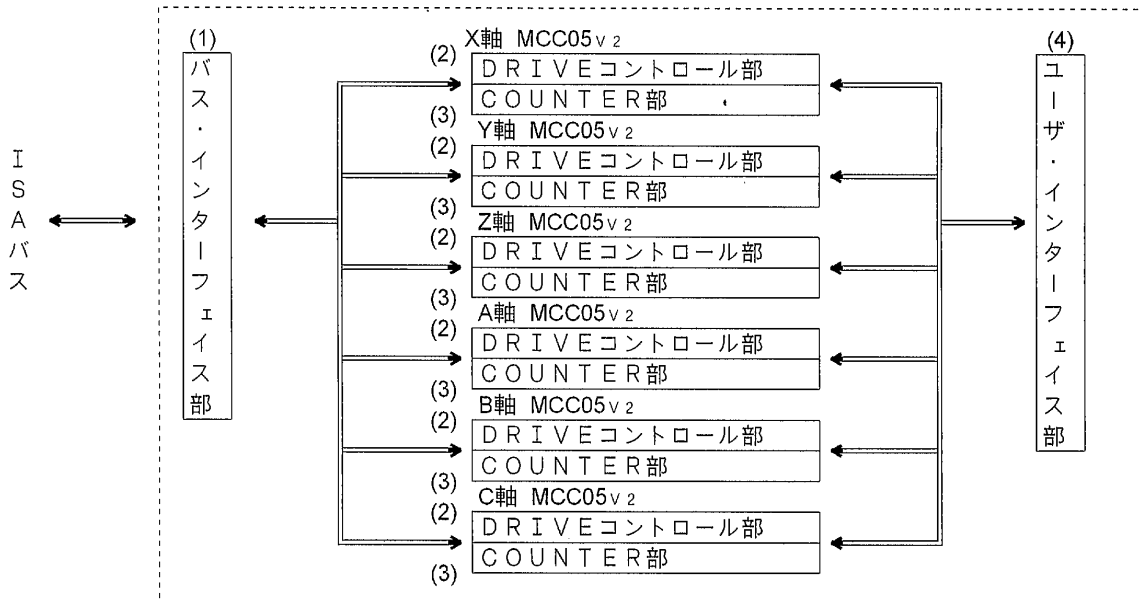 ISAバス
(1)
バス・インターフェイス部
X軸 MCC05v2
(2)
DRIVEコントロール部
COUNTER部
(3)
Y軸 MCC05v2
(2)
DRIVEコントロール部
COUNTER部
(3)
Z軸 MCC05v2
(2)
DRIVEコントロール部
COUNTER部
(3)
A軸 MCC05v2
(2)
DRIVEコントロール部
COUNTER部
(3)
B軸 MCC05v2
(2)
DRIVEコントロール部
COUNTER部
(3)
C軸 MCC05v2
(2)
DRIVEコントロール部
COUNTER部
(3)
(4)
ユーザ・インターフェイス部